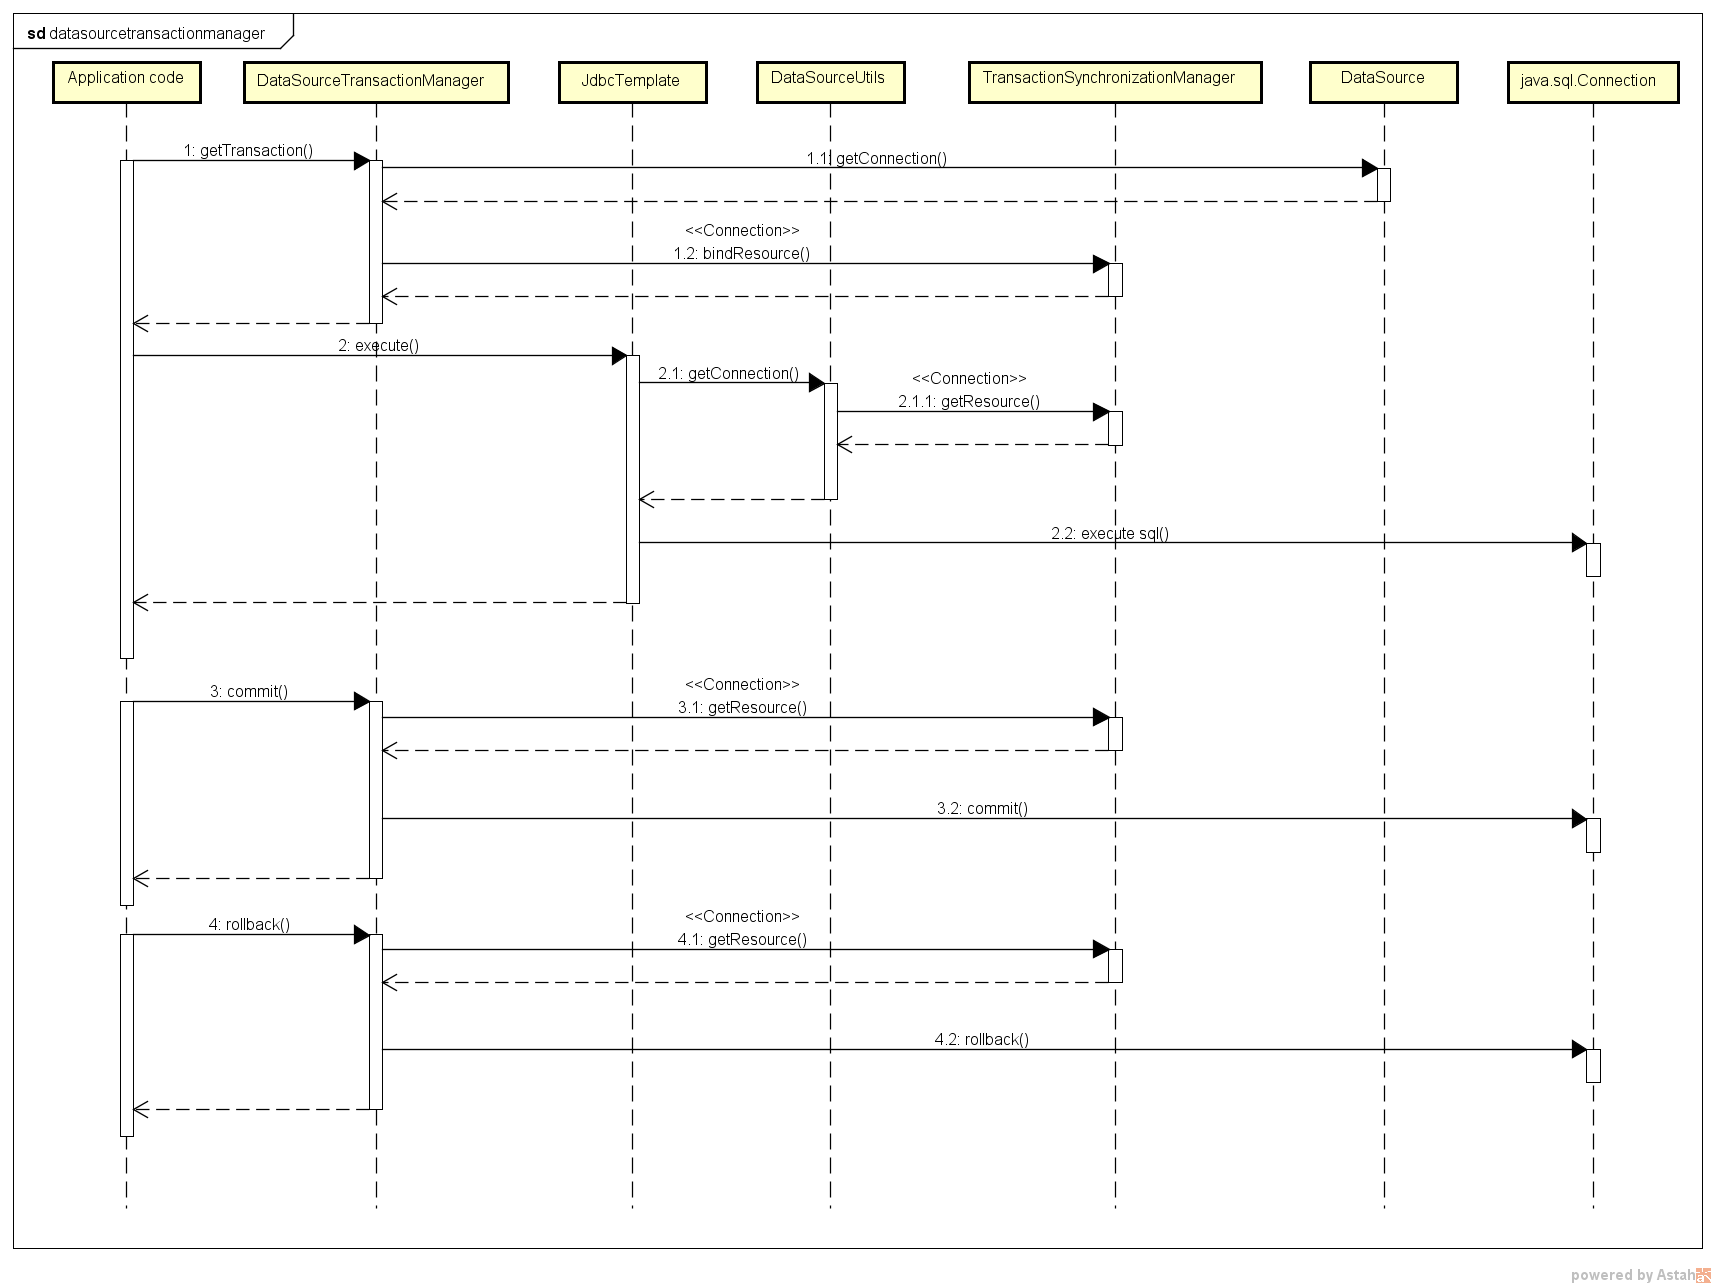 sd datasourcetransactionmanager
Application code
DataSourceTransactionManager
JdbcTemplate
DataSourceUtils
TransactionSynchronizationManager
DataSource
java.sql.Connection
1: getTransaction()
1.1: getConnection()
<<Connection>>
1.2: bindResource()
2: execute()
2.1: getConnection()
<<Connection>>
2.1.1: getResource()
2.2: execute sql()
3: commit()
<<Connection>>
3.1: getResource()
3.2: commit()
4: rollback()
<<Connection>>
4.1: getResource()
4.2: rollback()
powered by Astah